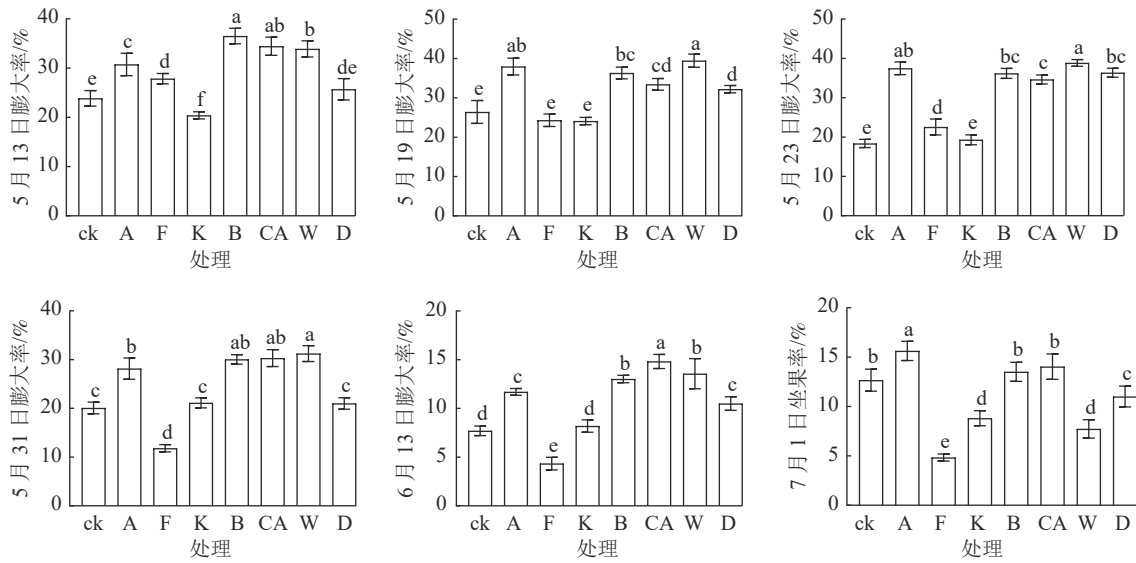 5 月 13 日膨大率/%
40
30
20
10
0
e c d f a ab b de
ck A F K B CA W D
处理
5 月 19 日膨大率/%
50
40
30
20
10
0
e ab e e bc cd a d
ck A F K B CA W D
处理
5 月 23 日膨大率/%
50
40
30
20
10
0
e ab d e bc c a bc
ck A F K B CA W D
处理
5 月 31 日膨大率/%
40
30
20
10
0
c b d c ab ab a c
ck A F K B CA W D
处理
6 月 13 日膨大率/%
20
15
10
5
0
d c e d b a b c
ck A F K B CA W D
处理
7 月 1 日坐果率/%
20
15
10
5
0
b a e d b b d c
ck A F K B CA W D
处理